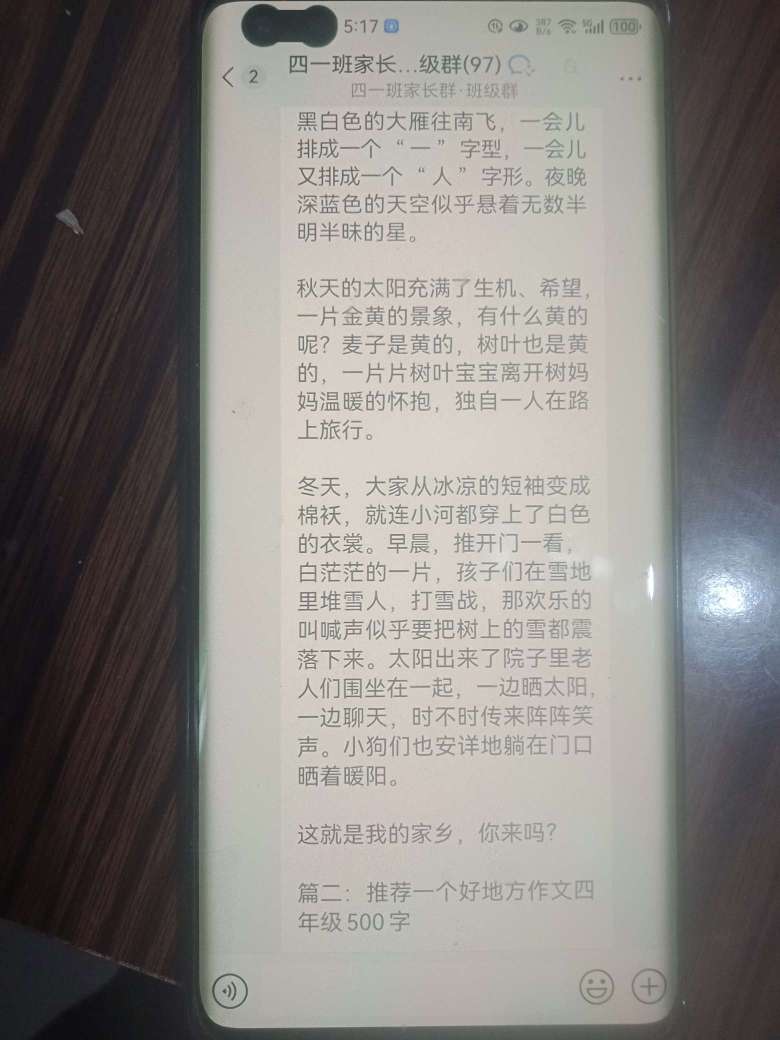 5:17
387 B/s
5G
100
2
四一班家长...级群(97)
四一班家长群·班级群
黑白色的大雁往南飞，一会儿
排成一个“一”字型，一会儿
又排成一个“人”字形。夜晚
深蓝色的天空似乎悬着无数半
明半昧的星。
秋天的太阳充满了生机、希望，
一片金黄的景象，有什么黄的
呢？麦子是黄的，树叶也是黄
的，一片片树叶宝宝离开树妈
妈温暖的怀抱，独自一人在路
上旅行。
冬天，大家从冰凉的短袖变成
棉袄，就连小河都穿上了白色
的衣裳。早晨，推开门一看，
白茫茫的一片，孩子们在雪地
里堆雪人，打雪战，那欢乐的
叫喊声似乎要把树上的雪都震
落下来。太阳出来了院子里老
人们围坐在一起，一边晒太阳，
一边聊天，时不时传来阵阵笑
声。小狗们也安详地躺在门口
晒着暖阳。
这就是我的家乡，你来吗？
篇二：推荐一个好地方作文四
年级500字